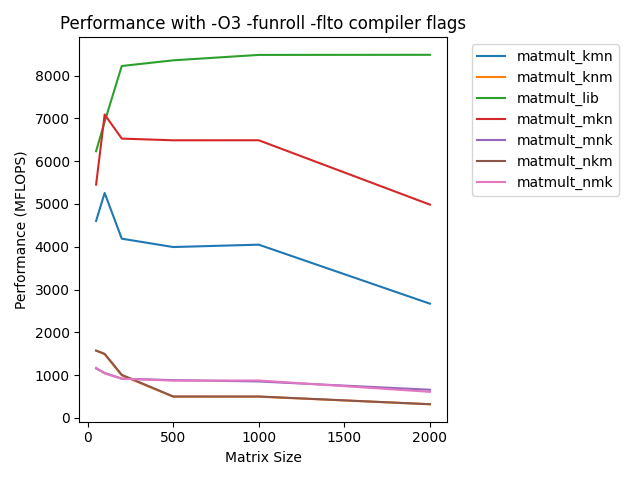 Performance with -O3 -funroll -flto compiler flags
Performance (MFLOPS)
8000
7000
6000
5000
4000
3000
2000
1000
0
0 500 1000 1500 2000
Matrix Size
matmult_kmn
matmult_knm
matmult_lib
matmult_mkn
matmult_mnk
matmult_nkm
matmult_nmk